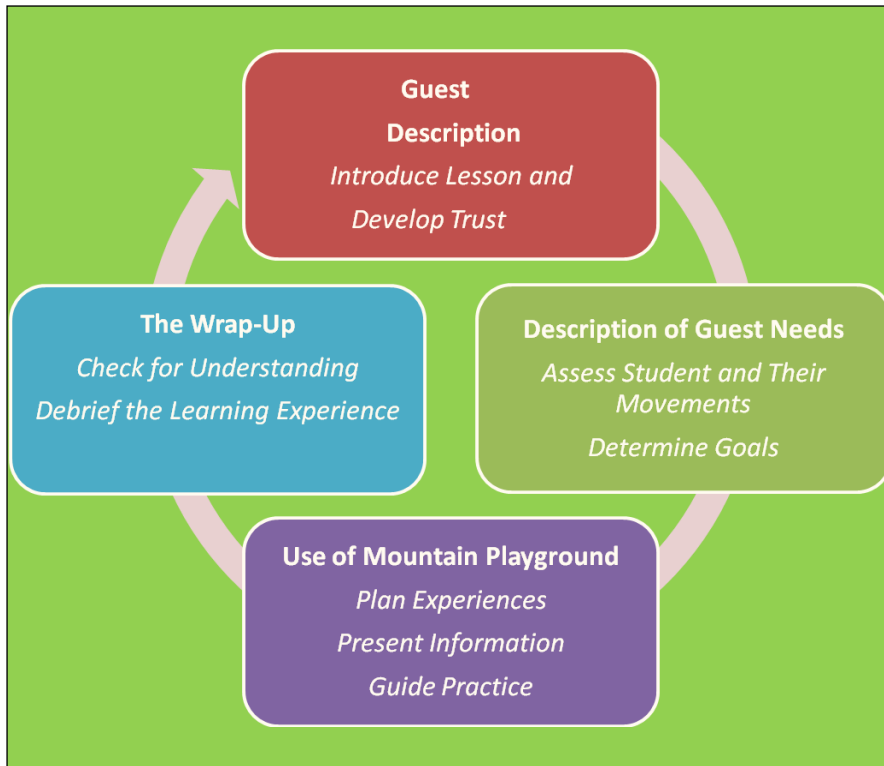 Guest
Description
Introduce Lesson and
Develop Trust
Description of Guest Needs
Assess Student and Their
Movements
Determine Goals
Use of Mountain Playground
Plan Experiences
Present Information
Guide Practice
The Wrap-Up
Check for Understanding
Debrief the Learning Experience